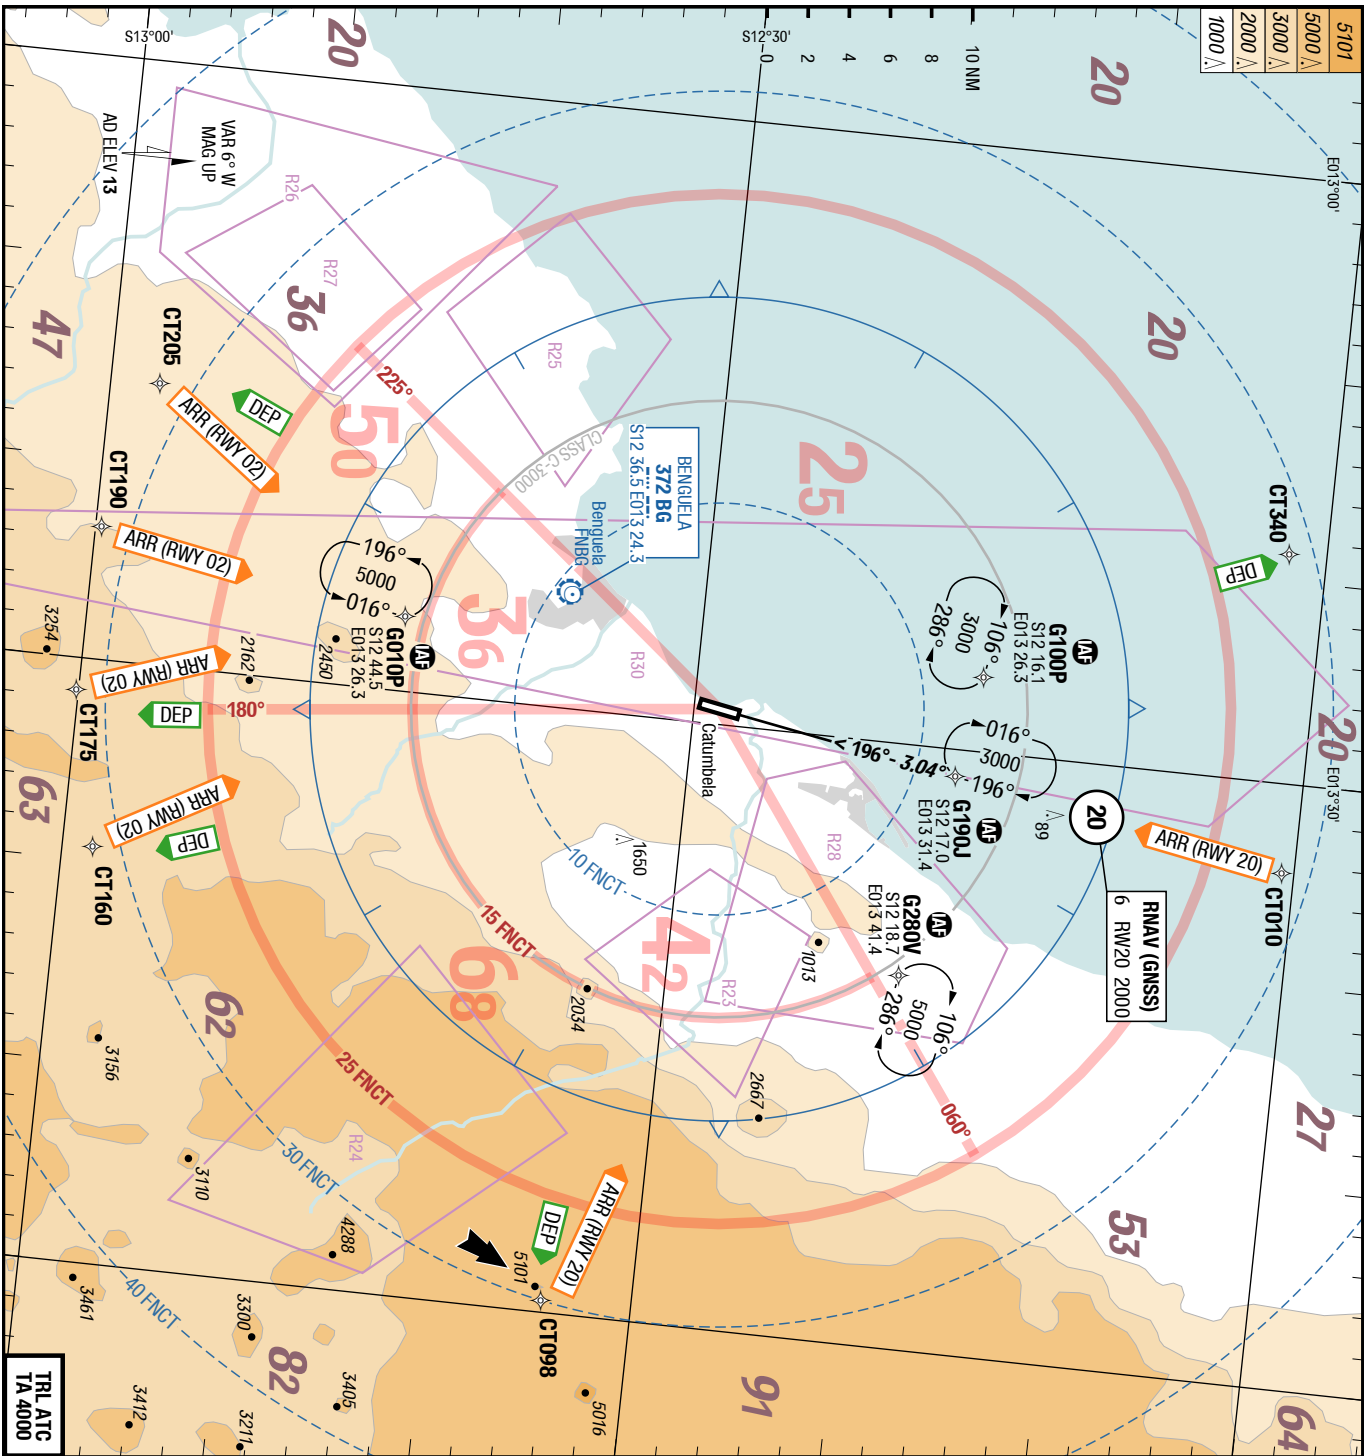 5101
5000
3000
2000
1000
S13°00'
S12°30'
E013°00'
E013°30'
0
2
4
6
8
10 NM
20
20
20
20
VAR 6° W
MAG UP
AD ELEV 13
R26
R27
36
47
CT205
ARR (RWY 02)
DEP
225°
50
R25
CLASS C-3000
25
BENGUELA
372 BG
S12 36.5 E013 24.3
Benguela
FNBG
CT190
ARR (RWY 02)
196°
5000
016°
IAF
G010P
S12 44.5
E013 26.3
36
R30
CT340
DEP
IAF
G100P
S12 16.1
E013 26.3
106°
3000
286°
3254
2162
2450
ARR (RWY 02)
CT175
DEP
180°
Catumbela
<196°- 3.04°
016°
3000
196°
IAF
G190J
S12 17.0
E013 31.4
89
20
ARR (RWY 20)
CT010
RNAV (GNSS)
6 RW20 2000
63
ARR (RWY 02)
DEP
CT160
1650
10 FNCT
R28
15 FNCT
68
42
R23
1013
2034
IAF
G280V
S12 18.7
E013 41.4
106°
5000
286°
060°
2667
62
3156
25 FNCT
30 FNCT
R24
3110
4288
40 FNCT
3461
3300
82
3405
3412
3211
DEP
ARR (RWY 20)
5101
CT098
5016
91
27
53
64
TRL ATC
TA 4000